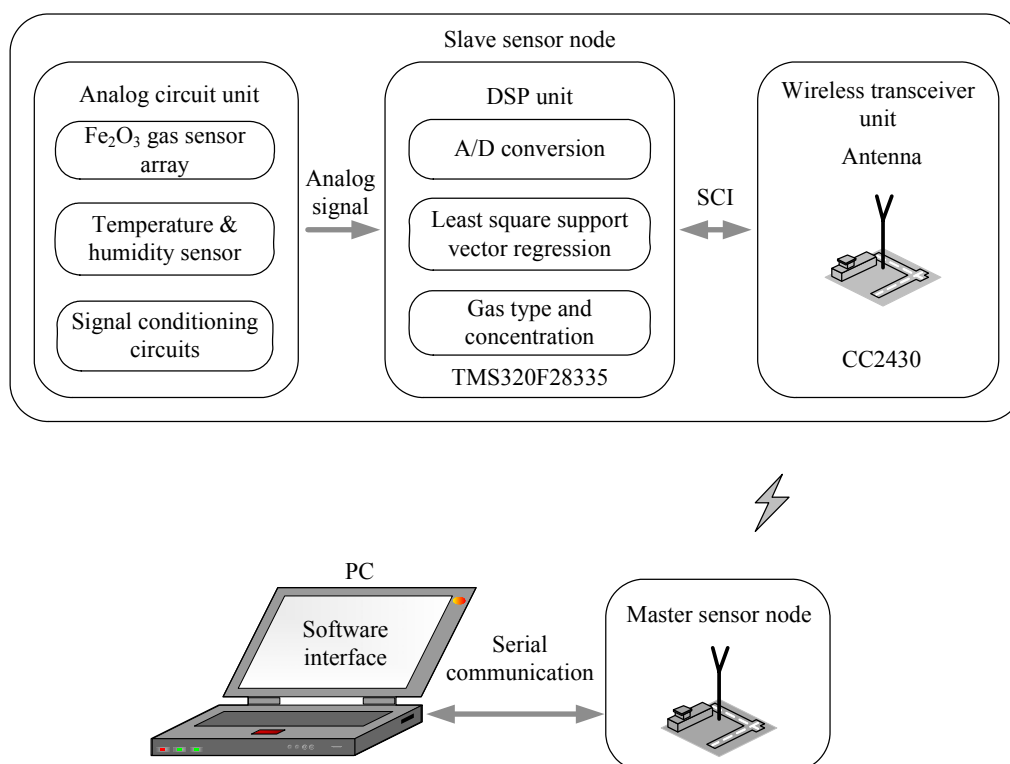 Slave sensor node
Analog circuit unit
Fe₂O₃ gas sensor
array
Temperature &
humidity sensor
Signal conditioning
circuits
Analog
signal
DSP unit
A/D conversion
Least square support
vector regression
Gas type and
concentration
TMS320F28335
SCI
Wireless transceiver
unit
Antenna
CC2430
PC
Software
interface
Serial
communication
Master sensor node